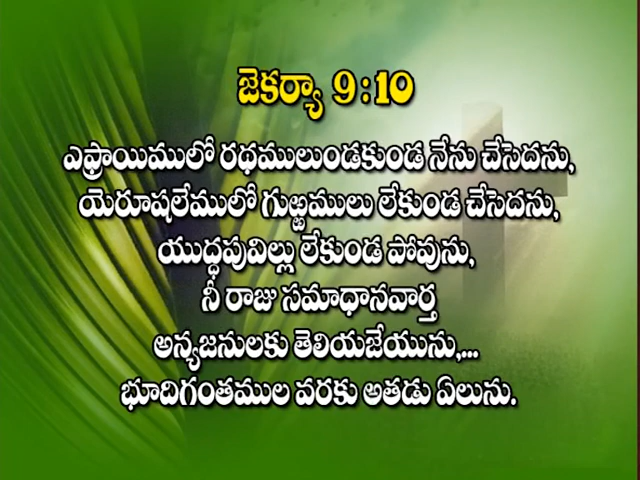 జెకర్యా 9:10
ఎఫ్రాయిములో రథములుండకుండ నేను చేసెదను,
యెరూషలేములో గుఱ్ఱములు లేకుండ చేసెదను,
యుద్ధపువిల్లు లేకుండ పోవును,
నీ రాజు సమాధానవార్త
అన్యజనులకు తెలియజేయును,...
భూదిగంతముల వరకు అతడు ఏలును.